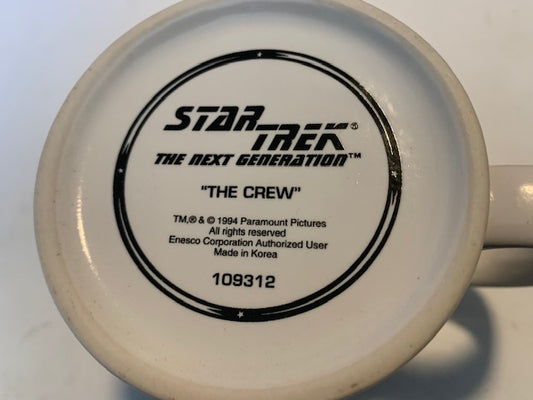 STAR
TREK®
THE NEXT GENERATION™
"THE CREW"
TM,® & © 1994 Paramount Pictures
All rights reserved
Enesco Corporation Authorized User
Made in Korea
109312